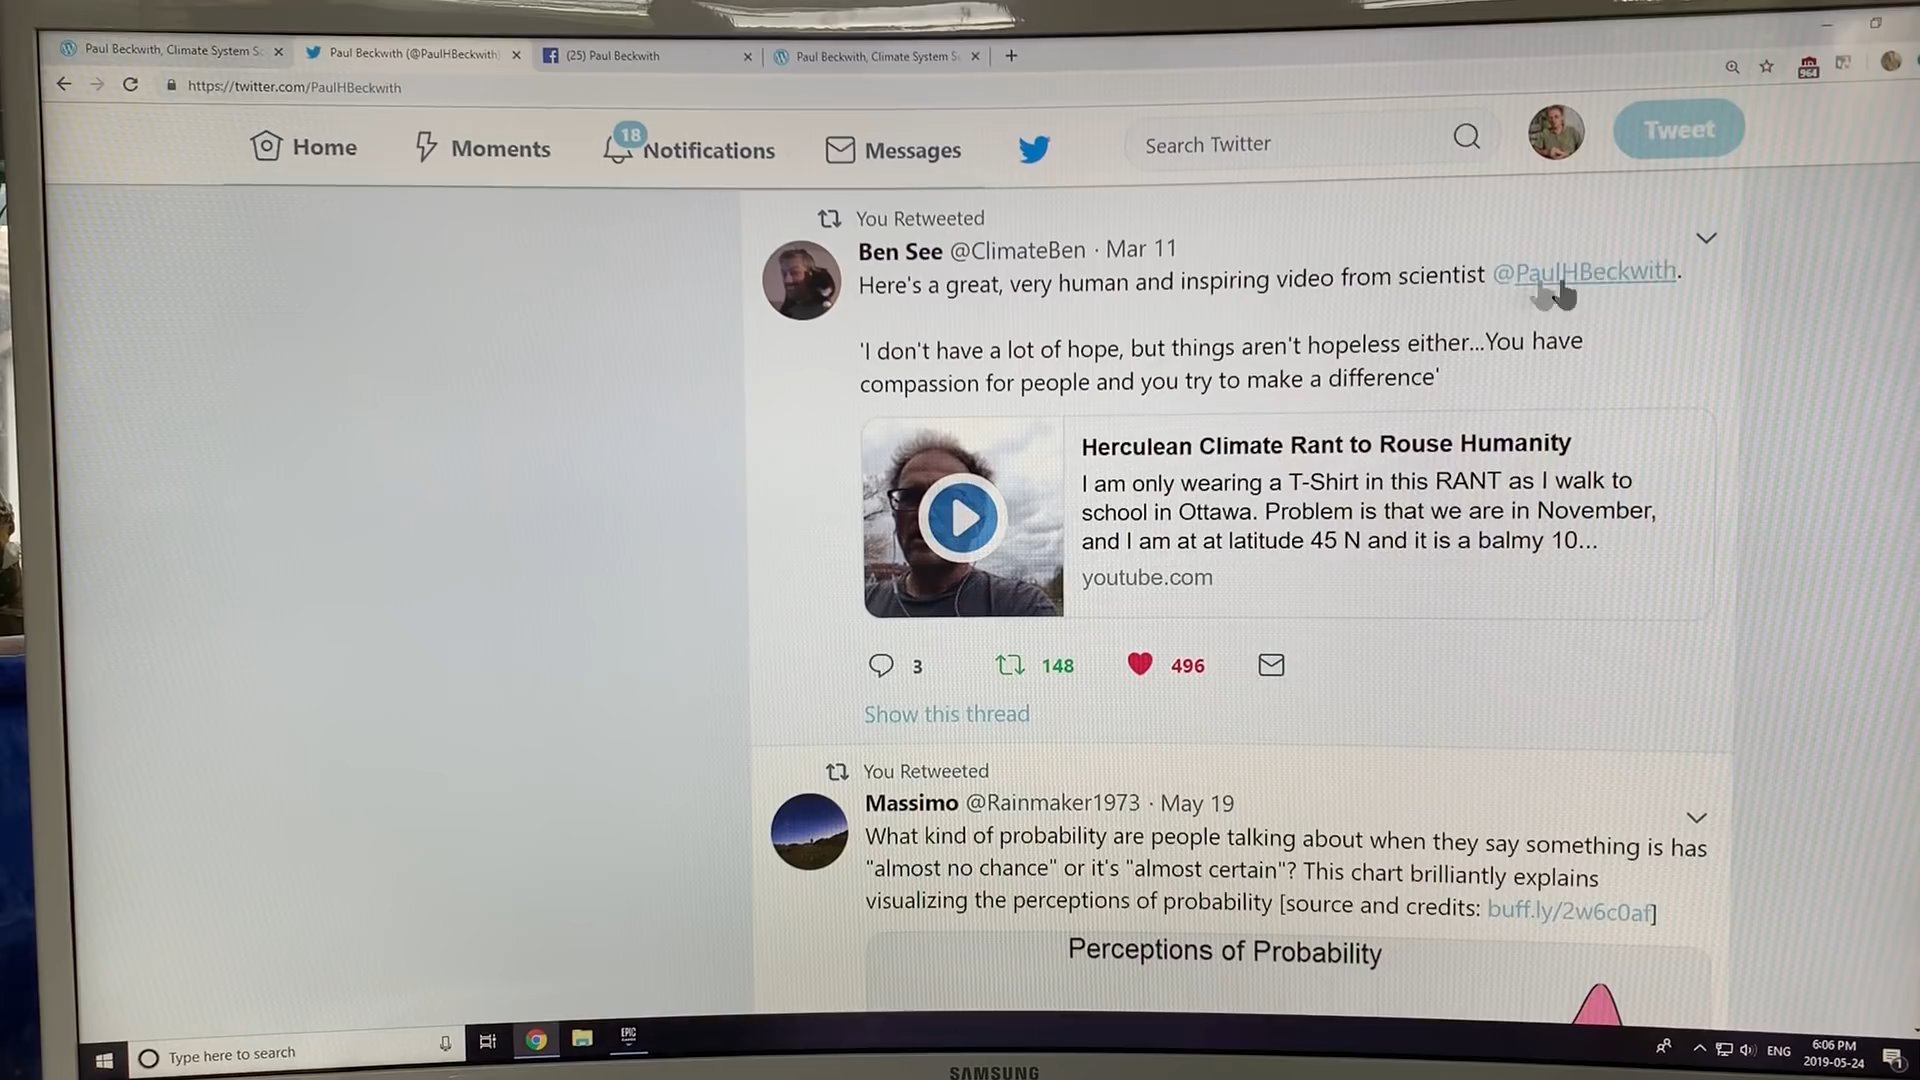 Paul Beckwith, Climate System S
Paul Beckwith (@PaulHBeckwith)
(25) Paul Beckwith
Paul Beckwith, Climate System S
https://twitter.com/PaulHBeckwith
964
Home
Moments
18
Notifications
Messages
Search Twitter
Tweet
You Retweeted
Ben See @ClimateBen · Mar 11
Here's a great, very human and inspiring video from scientist @PaulHBeckwith.
'I don't have a lot of hope, but things aren't hopeless either...You have
compassion for people and you try to make a difference'
Herculean Climate Rant to Rouse Humanity
I am only wearing a T-Shirt in this RANT as I walk to
school in Ottawa. Problem is that we are in November,
and I am at at latitude 45 N and it is a balmy 10...
youtube.com
3
148
496
Show this thread
You Retweeted
Massimo @Rainmaker1973 · May 19
What kind of probability are people talking about when they say something is has
"almost no chance" or it's "almost certain"? This chart brilliantly explains
visualizing the perceptions of probability [source and credits: buff.ly/2w6c0af]
Perceptions of Probability
Type here to search
EPIC
ENG
6:06 PM
2019-05-24
1
SAMSUNG